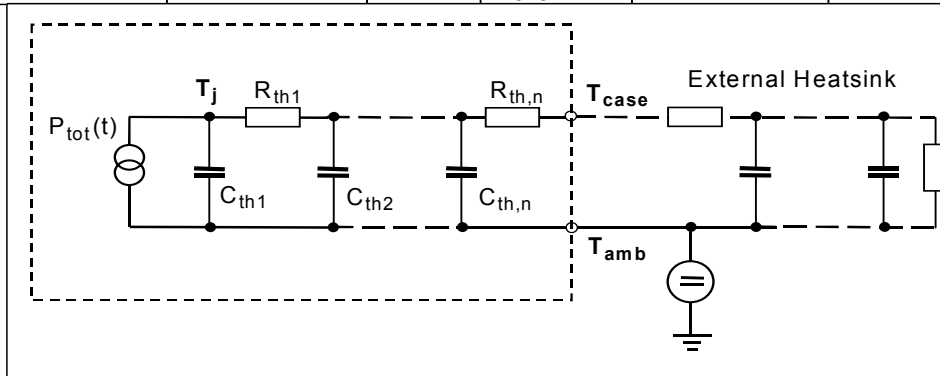 External Heatsink
T_j
R_th1
R_th,n
T_case
P_tot(t)
C_th1
C_th2
C_th,n
T_amb